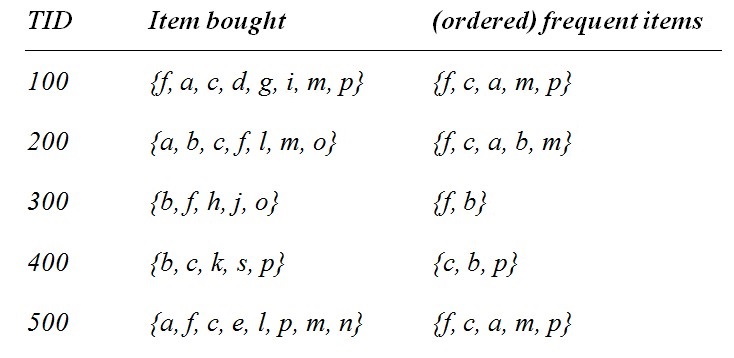 TID Item bought (ordered) frequent items
100 {f, a, c, d, g, i, m, p} {f, c, a, m, p}
200 {a, b, c, f, l, m, o} {f, c, a, b, m}
300 {b, f, h, j, o} {f, b}
400 {b, c, k, s, p} {c, b, p}
500 {a, f, c, e, l, p, m, n} {f, c, a, m, p}